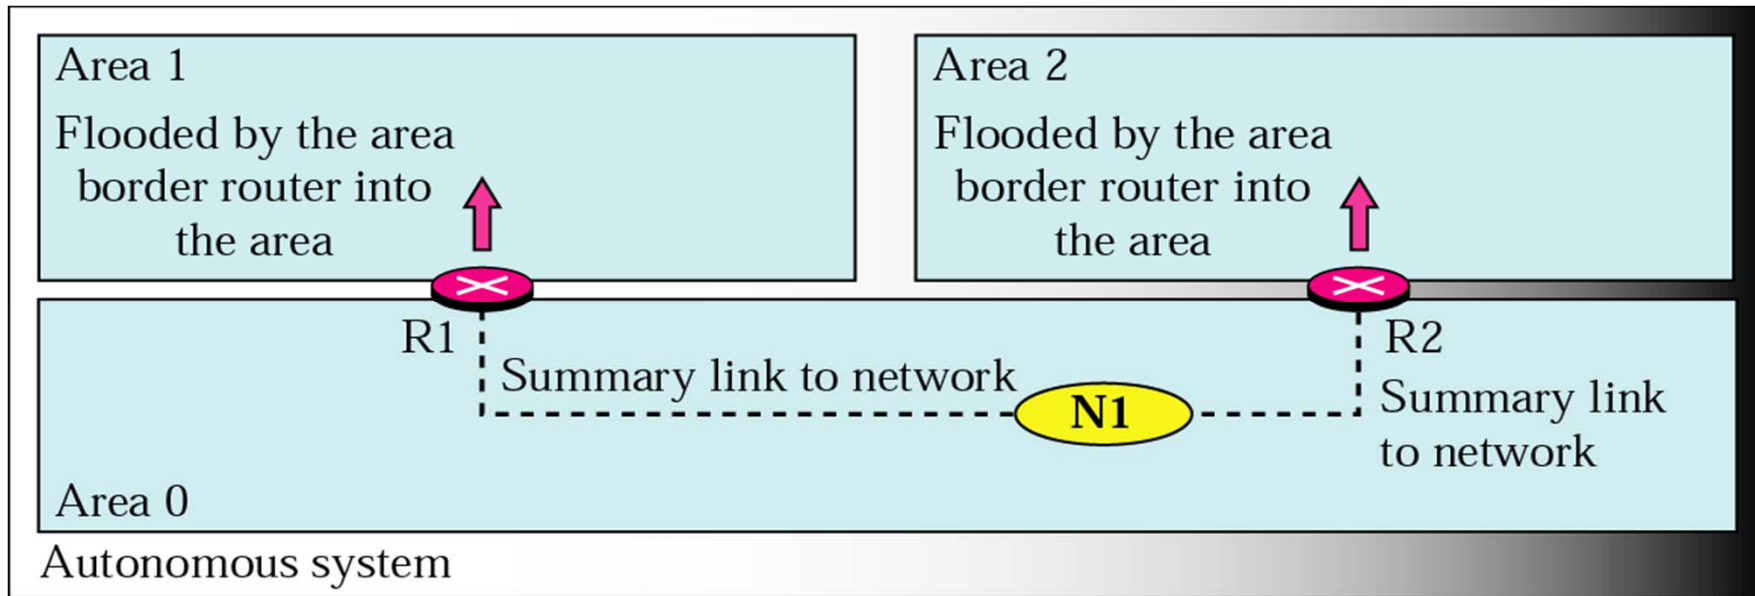 Area 1
Flooded by the area
border router into
the area
Area 2
Flooded by the area
border router into
the area
R1
R2
Summary link to network
N1
Summary link
to network
Area 0
Autonomous system